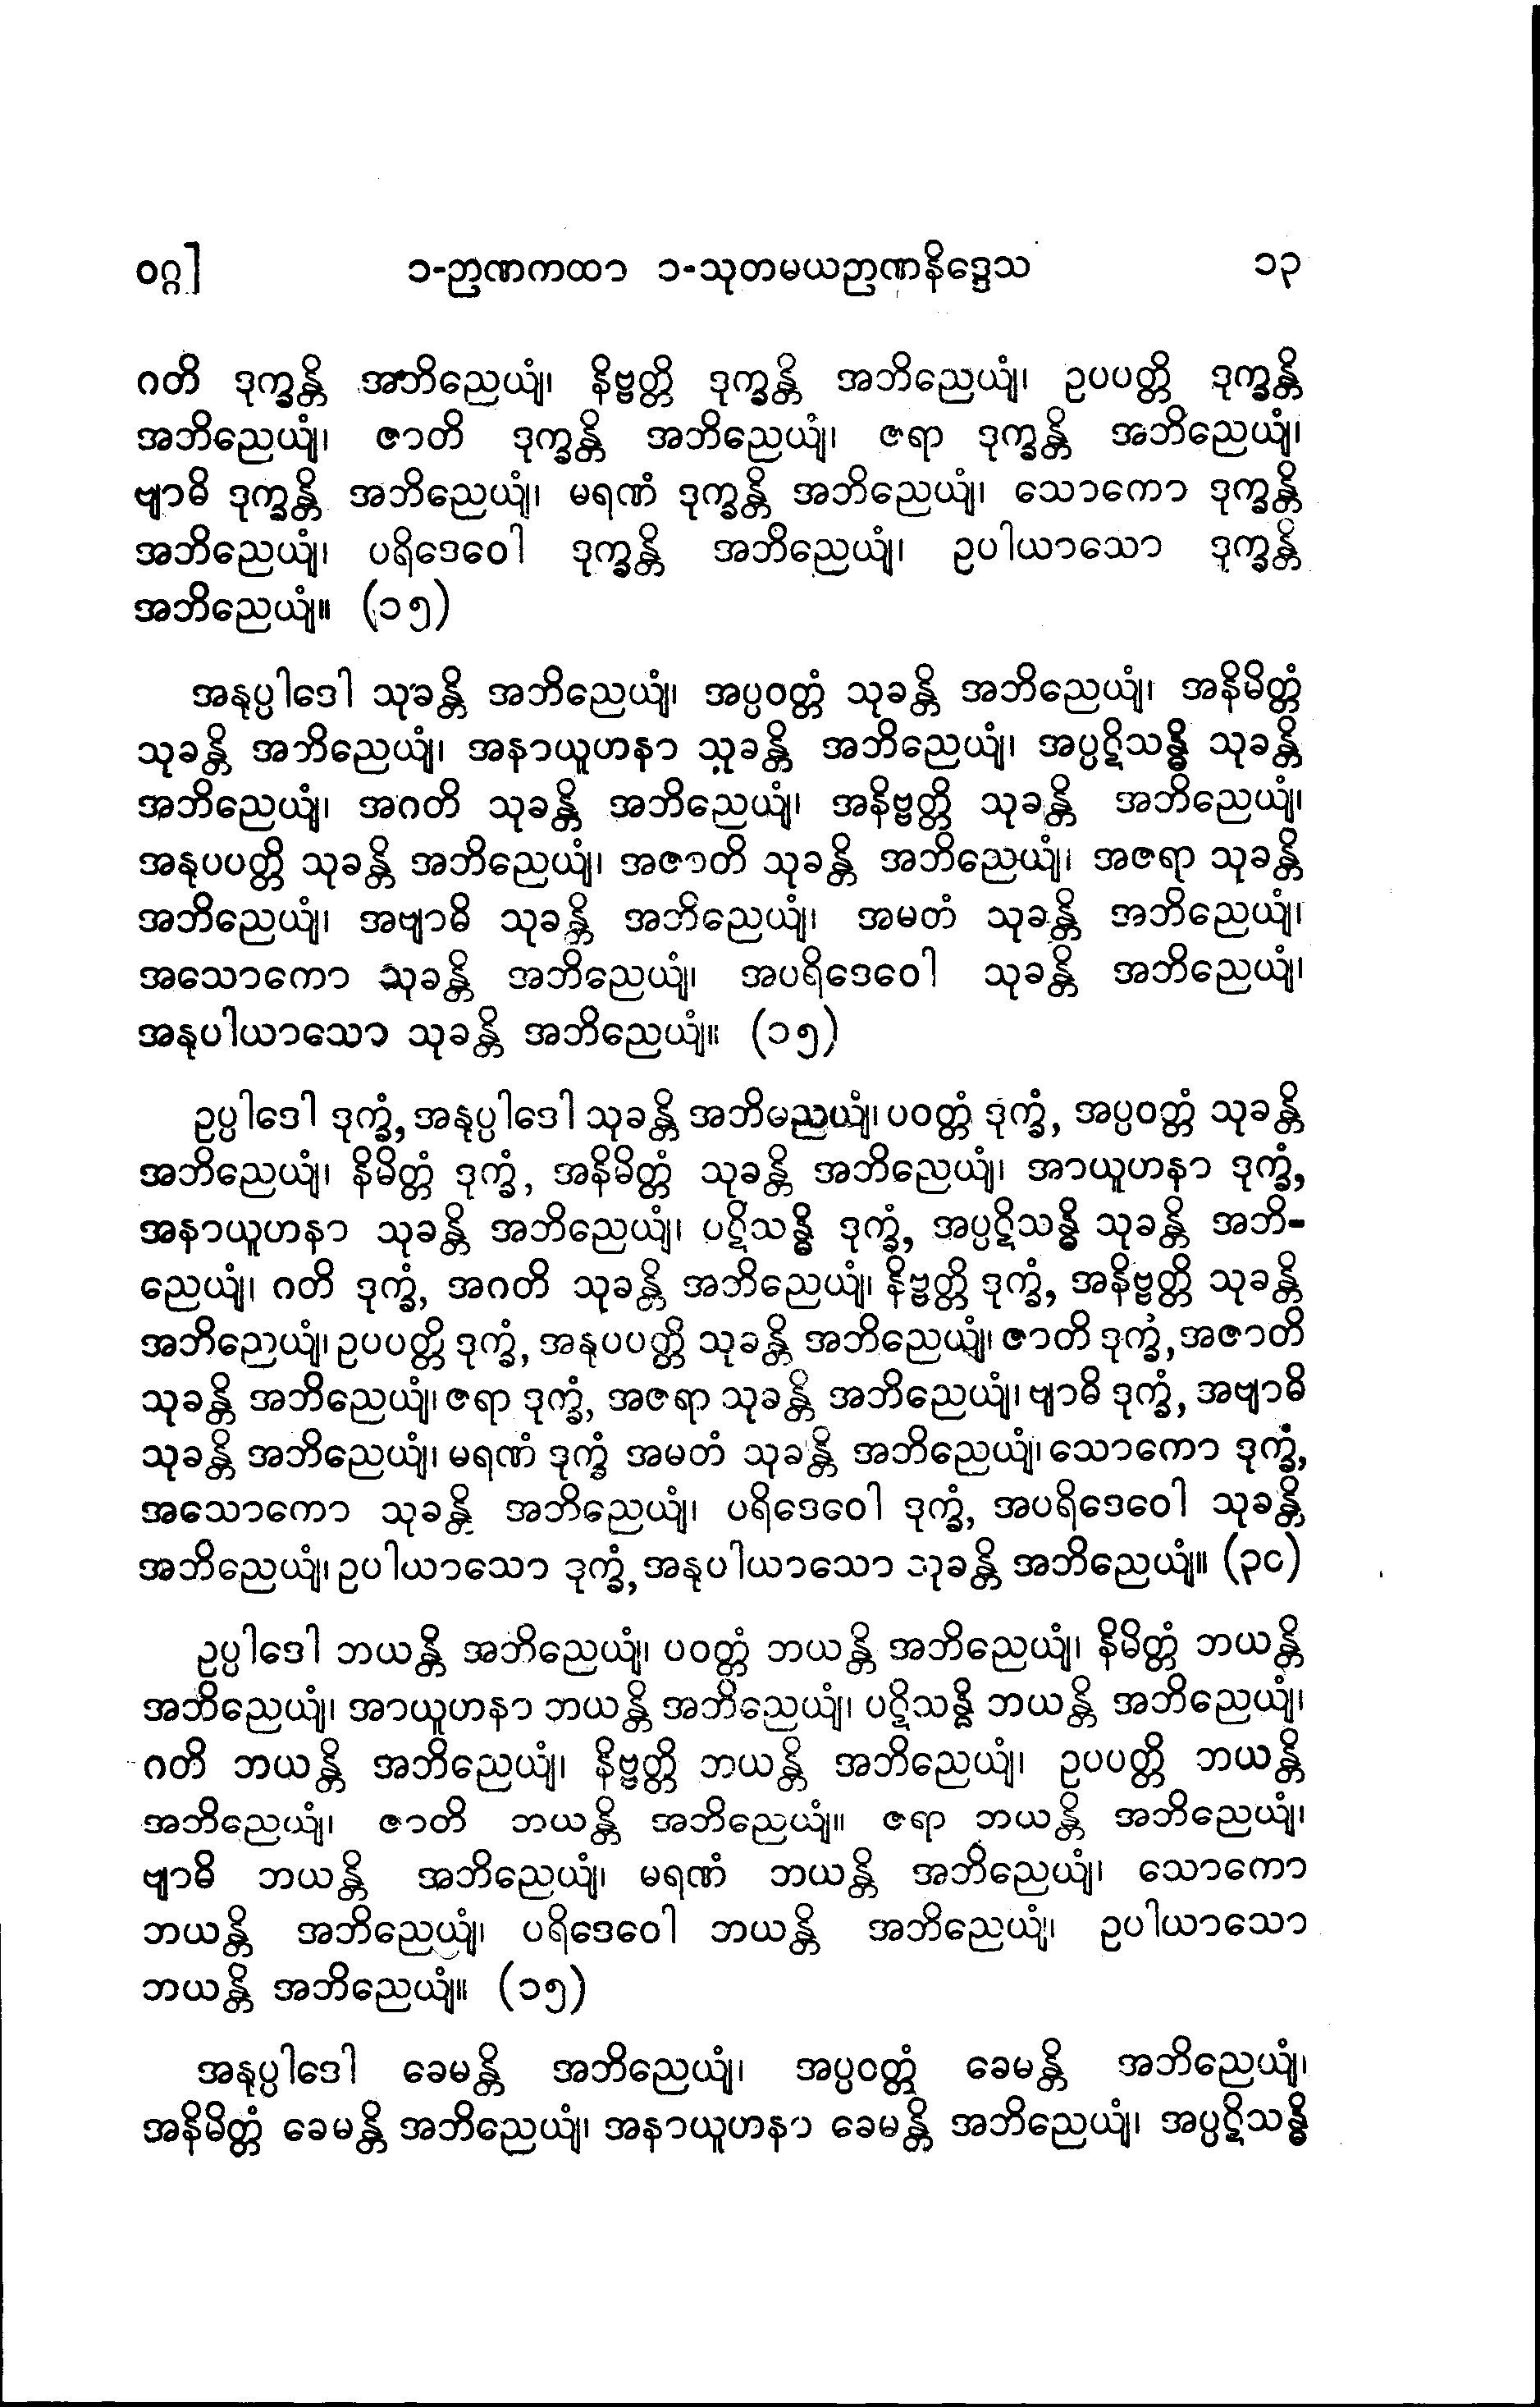 ဝဂ္ဂ] ၁-ဉာဏကထာ ၁-သုတမယဉာဏနိဒ္ဒေသ ၁၃
ဂတိ ဒုက္ခန္တိ အဘိညေယျံ၊ နိဗ္ဗတ္တိ ဒုက္ခန္တိ အဘိညေယျံ၊ ဥပပတ္တိ ဒုက္ခန္တိ
အဘိညေယျံ၊ ဇာတိ ဒုက္ခန္တိ အဘိညေယျံ၊ ဇရာ ဒုက္ခန္တိ အဘိညေယျံ၊
ဗျာဓိ ဒုက္ခန္တိ အဘိညေယျံ၊ မရဏံ ဒုက္ခန္တိ အဘိညေယျံ၊ သောကော ဒုက္ခန္တိ
အဘိညေယျံ၊ ပရိဒေဝေါ ဒုက္ခန္တိ အဘိညေယျံ၊ ဥပါယာသော ဒုက္ခန္တိ
အဘိညေယျံ။ (၁၅)
အနုပ္ပါဒေါ သုခန္တိ အဘိညေယျံ၊ အပ္ပဝတ္တံ သုခန္တိ အဘိညေယျံ၊ အနိမိတ္တံ
သုခန္တိ အဘိညေယျံ၊ အနာယူဟနာ သုခန္တိ အဘိညေယျံ၊ အပ္ပဋိသန္ဓိ သုခန္တိ
အဘိညေယျံ၊ အဂတိ သုခန္တိ အဘိညေယျံ၊ အနိဗ္ဗတ္တိ သုခန္တိ အဘိညေယျံ၊
အနုပပတ္တိ သုခန္တိ အဘိညေယျံ၊ အဇာတိ သုခန္တိ အဘိညေယျံ၊ အဇရာ သုခန္တိ
အဘိညေယျံ၊ အဗျာဓိ သုခန္တိ အဘိညေယျံ၊ အမတံ သုခန္တိ အဘိညေယျံ၊
အသောကော သုခန္တိ အဘိညေယျံ၊ အပရိဒေဝေါ သုခန္တိ အဘိညေယျံ၊
အနုပါယာသော သုခန္တိ အဘိညေယျံ။ (၁၅)
ဥပ္ပါဒေါ ဒုက္ခံ, အနုပ္ပါဒေါ သုခန္တိ အဘိမညယျံ၊ ပဝတ္တံ ဒုက္ခံ, အပ္ပဝတ္တံ သုခန္တိ
အဘိညေယျံ၊ နိမိတ္တံ ဒုက္ခံ, အနိမိတ္တံ သုခန္တိ အဘိညေယျံ၊ အာယူဟနာ ဒုက္ခံ,
အနာယူဟနာ သုခန္တိ အဘိညေယျံ၊ ပဋိသန္ဓိ ဒုက္ခံ, အပ္ပဋိသန္ဓိ သုခန္တိ အဘိ-
ညေယျံ၊ ဂတိ ဒုက္ခံ, အဂတိ သုခန္တိ အဘိညေယျံ၊ နိဗ္ဗတ္တိ ဒုက္ခံ, အနိဗ္ဗတ္တိ သုခန္တိ
အဘိညေယျံ၊ ဥပပတ္တိ ဒုက္ခံ, အနုပပတ္တိ သုခန္တိ အဘိညေယျံ၊ ဇာတိ ဒုက္ခံ, အဇာတိ
သုခန္တိ အဘိညေယျံ၊ ဇရာ ဒုက္ခံ, အဇရာ သုခန္တိ အဘိညေယျံ၊ ဗျာဓိ ဒုက္ခံ, အဗျာဓိ
သုခန္တိ အဘိညေယျံ၊ မရဏံ ဒုက္ခံ အမတံ သုခန္တိ အဘိညေယျံ၊ သောကော ဒုက္ခံ,
အသောကော သုခန္တိ အဘိညေယျံ၊ ပရိဒေဝေါ ဒုက္ခံ, အပရိဒေဝေါ သုခန္တိ
အဘိညေယျံ၊ ဥပါယာသော ဒုက္ခံ, အနုပါယာသော သုခန္တိ အဘိညေယျံ။ (၃၀)
ဥပ္ပါဒေါ ဘယန္တိ အဘိညေယျံ၊ ပဝတ္တံ ဘယန္တိ အဘိညေယျံ၊ နိမိတ္တံ ဘယန္တိ
အဘိညေယျံ၊ အာယူဟနာ ဘယန္တိ အဘိညေယျံ၊ ပဋိသန္ဓိ ဘယန္တိ အဘိညေယျံ၊
ဂတိ ဘယန္တိ အဘိညေယျံ၊ နိဗ္ဗတ္တိ ဘယန္တိ အဘိညေယျံ၊ ဥပပတ္တိ ဘယန္တိ
အဘိညေယျံ၊ ဇာတိ ဘယန္တိ အဘိညေယျံ။ ဇရာ ဘယန္တိ အဘိညေယျံ၊
ဗျာဓိ ဘယန္တိ အဘိညေယျံ၊ မရဏံ ဘယန္တိ အဘိညေယျံ၊ သောကော
ဘယန္တိ အဘိညေယျံ၊ ပရိဒေဝေါ ဘယန္တိ အဘိညေယျံ၊ ဥပါယာသော
ဘယန္တိ အဘိညေယျံ။ (၁၅)
အနုပ္ပါဒေါ ခေမန္တိ အဘိညေယျံ၊ အပ္ပဝတ္တံ ခေမန္တိ အဘိညေယျံ၊
အနိမိတ္တံ ခေမန္တိ အဘိညေယျံ၊ အနာယူဟနာ ခေမန္တိ အဘိညေယျံ၊ အပ္ပဋိသန္ဓိ